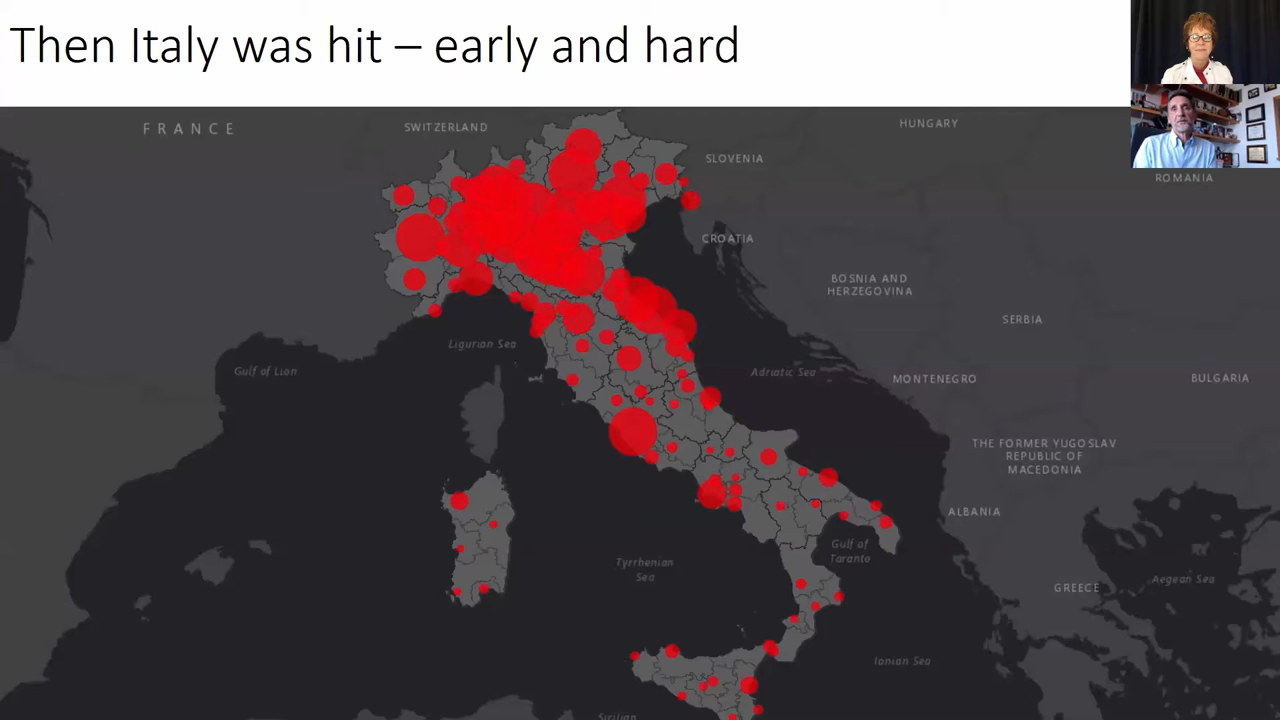 Then Italy was hit – early and hard
FRANCE
SWITZERLAND
HUNGARY
SLOVENIA
ROMANIA
CROATIA
BOSNIA AND
HERZEGOVINA
SERBIA
Ligurian Sea
Gulf of Lion
Adriatic Sea
MONTENEGRO
BULGARIA
THE FORMER YUGOSLAV
REPUBLIC OF
MACEDONIA
ALBANIA
Gulf of
Taranto
Tyrrhenian
Sea
Aegean Sea
GREECE
Ionian Sea
Sicilian